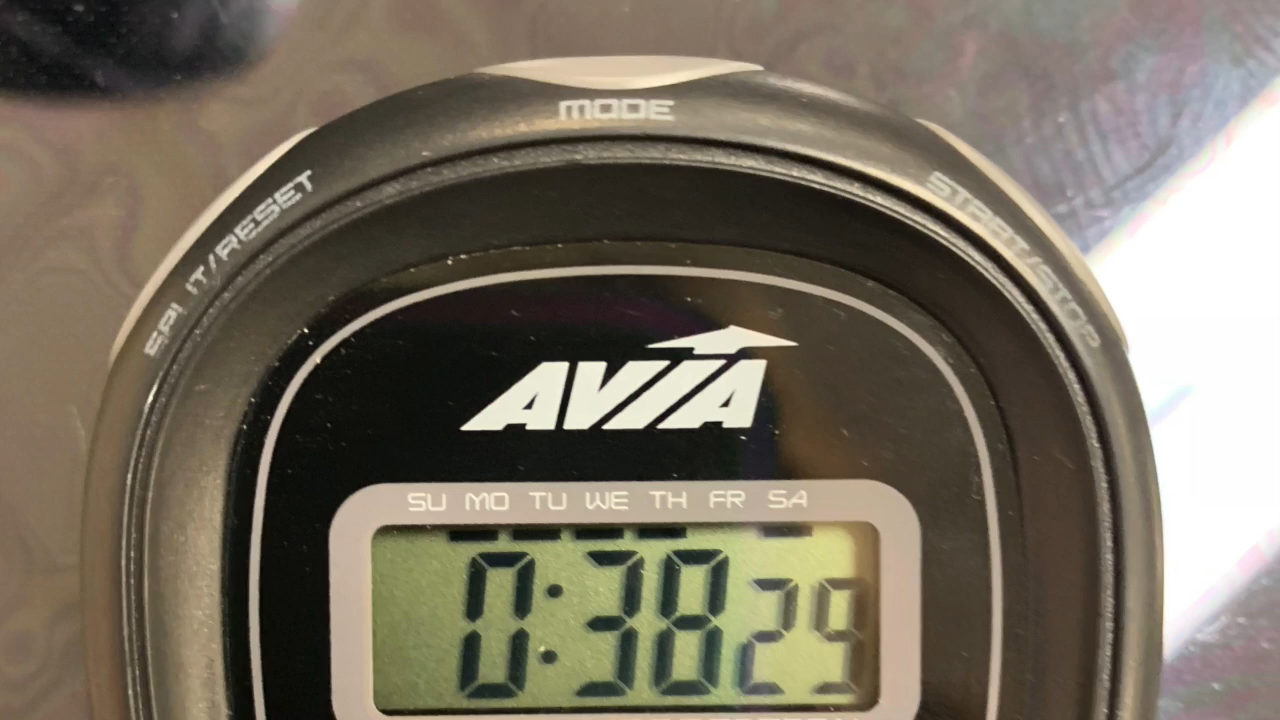 MODE
SPLIT/RESET
START/STOP
AVIA
SU MO TU WE TH FR SA
0:38 29